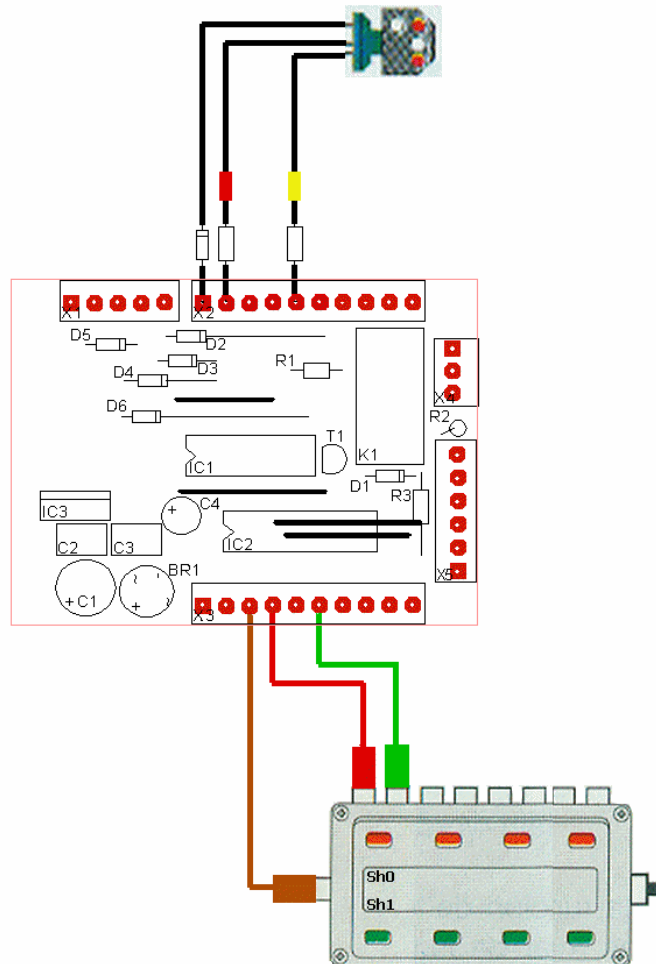 X1
X2
D5
D2
D3
D4
R1
D6
X4
R2
T1
K1
IC1
D1
R3
IC3
C4
+
IC2
C2
C3
BR1
+ C1
+
X5
X3
Sh0
Sh1